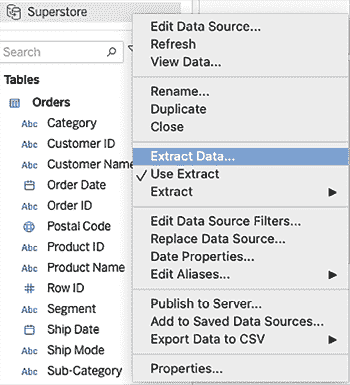 Superstore
Search
Tables
Orders
Abc Category
Abc Customer ID
Abc Customer Name
Order Date
Abc Order ID
Postal Code
Abc Product ID
Abc Product Name
# Row ID
Abc Segment
Ship Date
Abc Ship Mode
Abc Sub-Category
Edit Data Source...
Refresh
View Data...
Rename...
Duplicate
Close
Extract Data...
✓ Use Extract
Extract
Edit Data Source Filters...
Replace Data Source...
Date Properties...
Edit Aliases...
Publish to Server...
Add to Saved Data Sources...
Export Data to CSV
Properties...